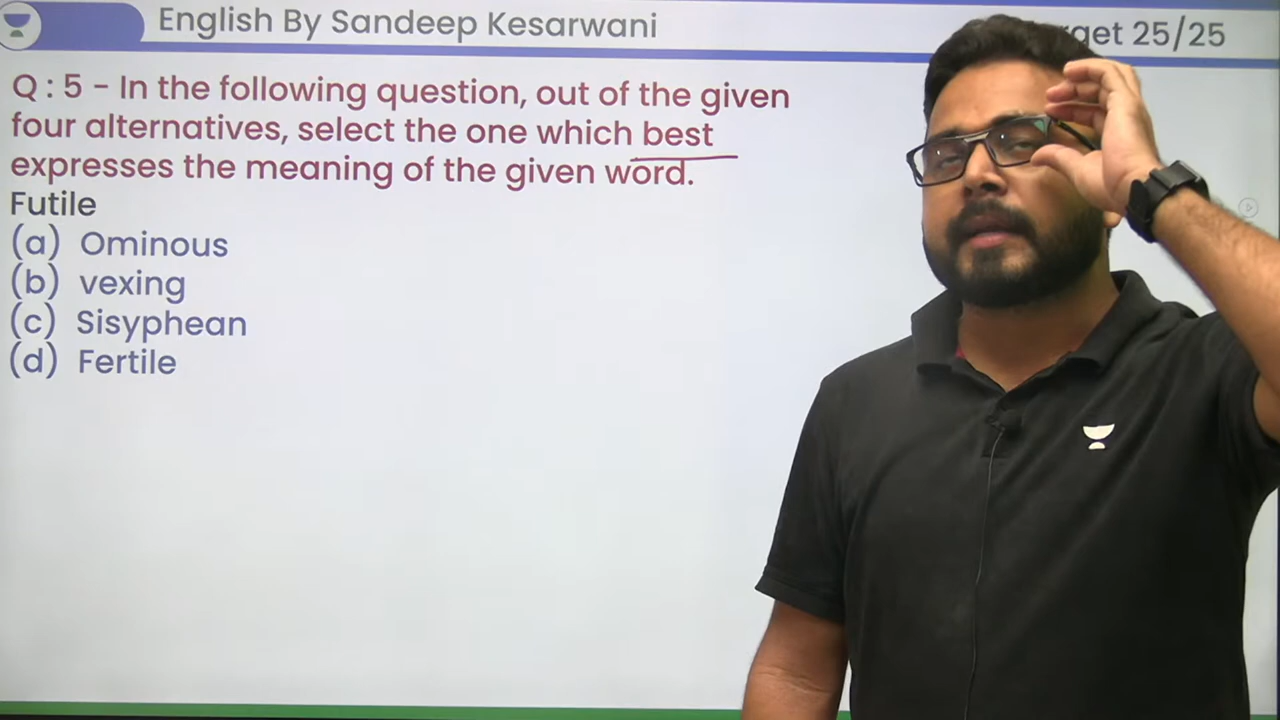 English By Sandeep Kesarwani
get 25/25
Q : 5 - In the following question, out of the given
four alternatives, select the one which best
expresses the meaning of the given word.
Futile
(a) Ominous
(b) vexing
(c) Sisyphean
(d) Fertile